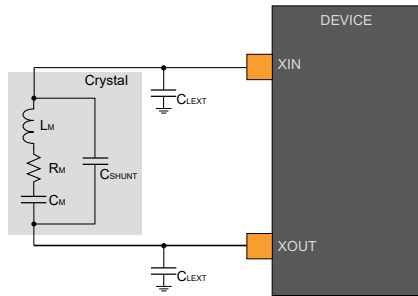 DEVICE
XIN
Crystal
CLEXT
LM
RM
CSHUNT
CM
XOUT
CLEXT